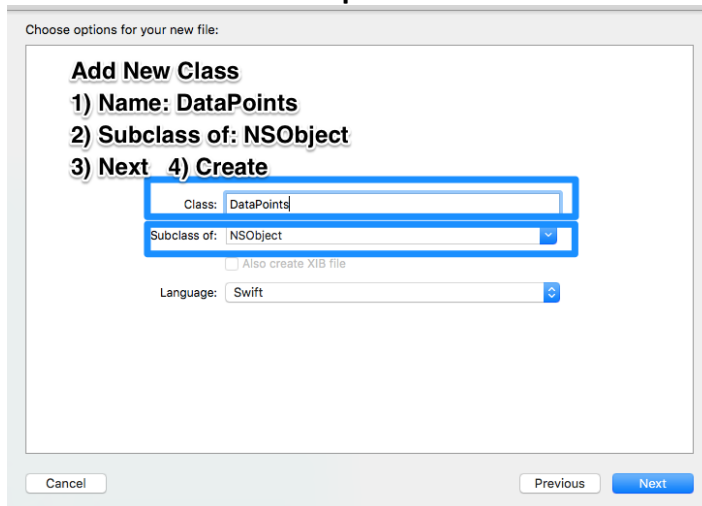 Choose options for your new file:
Add New Class
1) Name: DataPoints
2) Subclass of: NSObject
3) Next 4) Create
Class: DataPoints
Subclass of: NSObject
Also create XIB file
Language: Swift
Cancel Previous Next